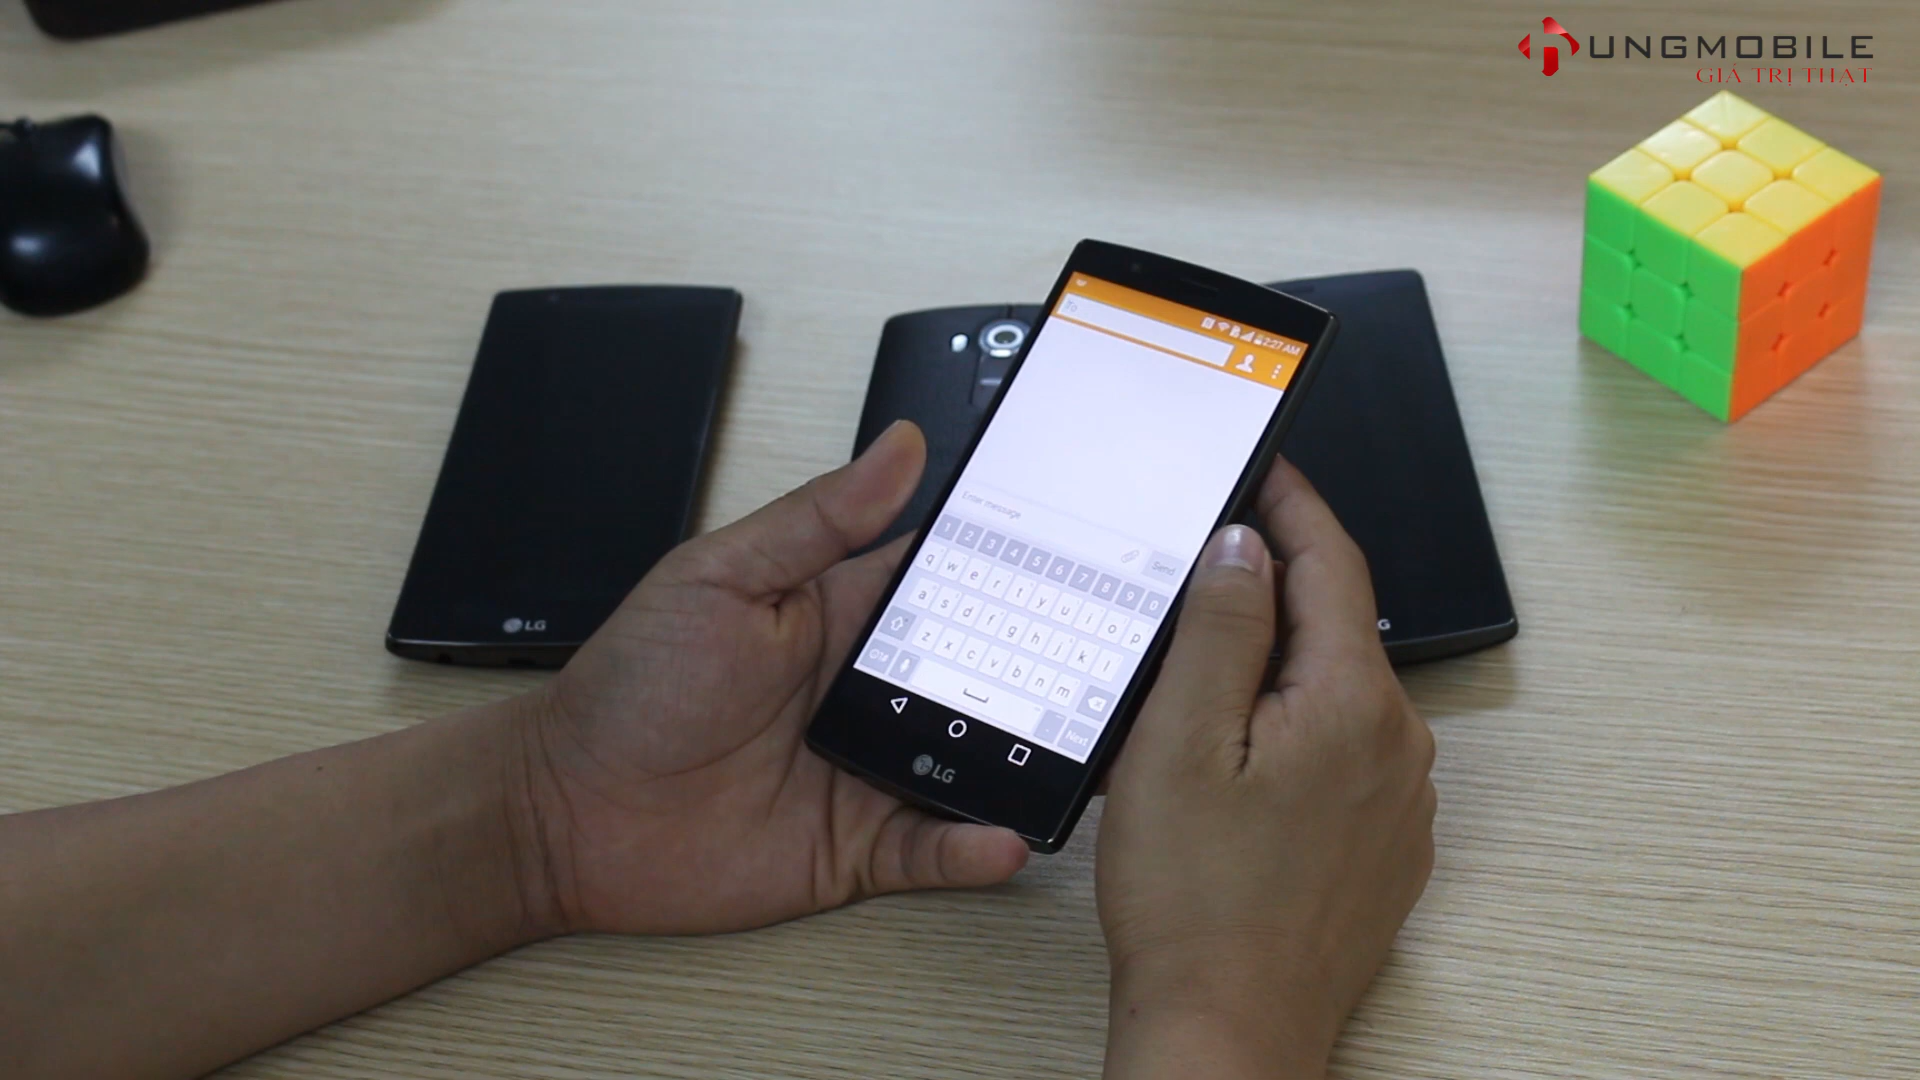 UNGMOBILE
GIÁ TRỊ THẬT
2:27 AM
To
Enter message
Send
1 2 3 4 5 6 7 8 9 0
q w e r t y u i o p
a s d f g h j k l
z x c v b n m
Next
LG
LG
G